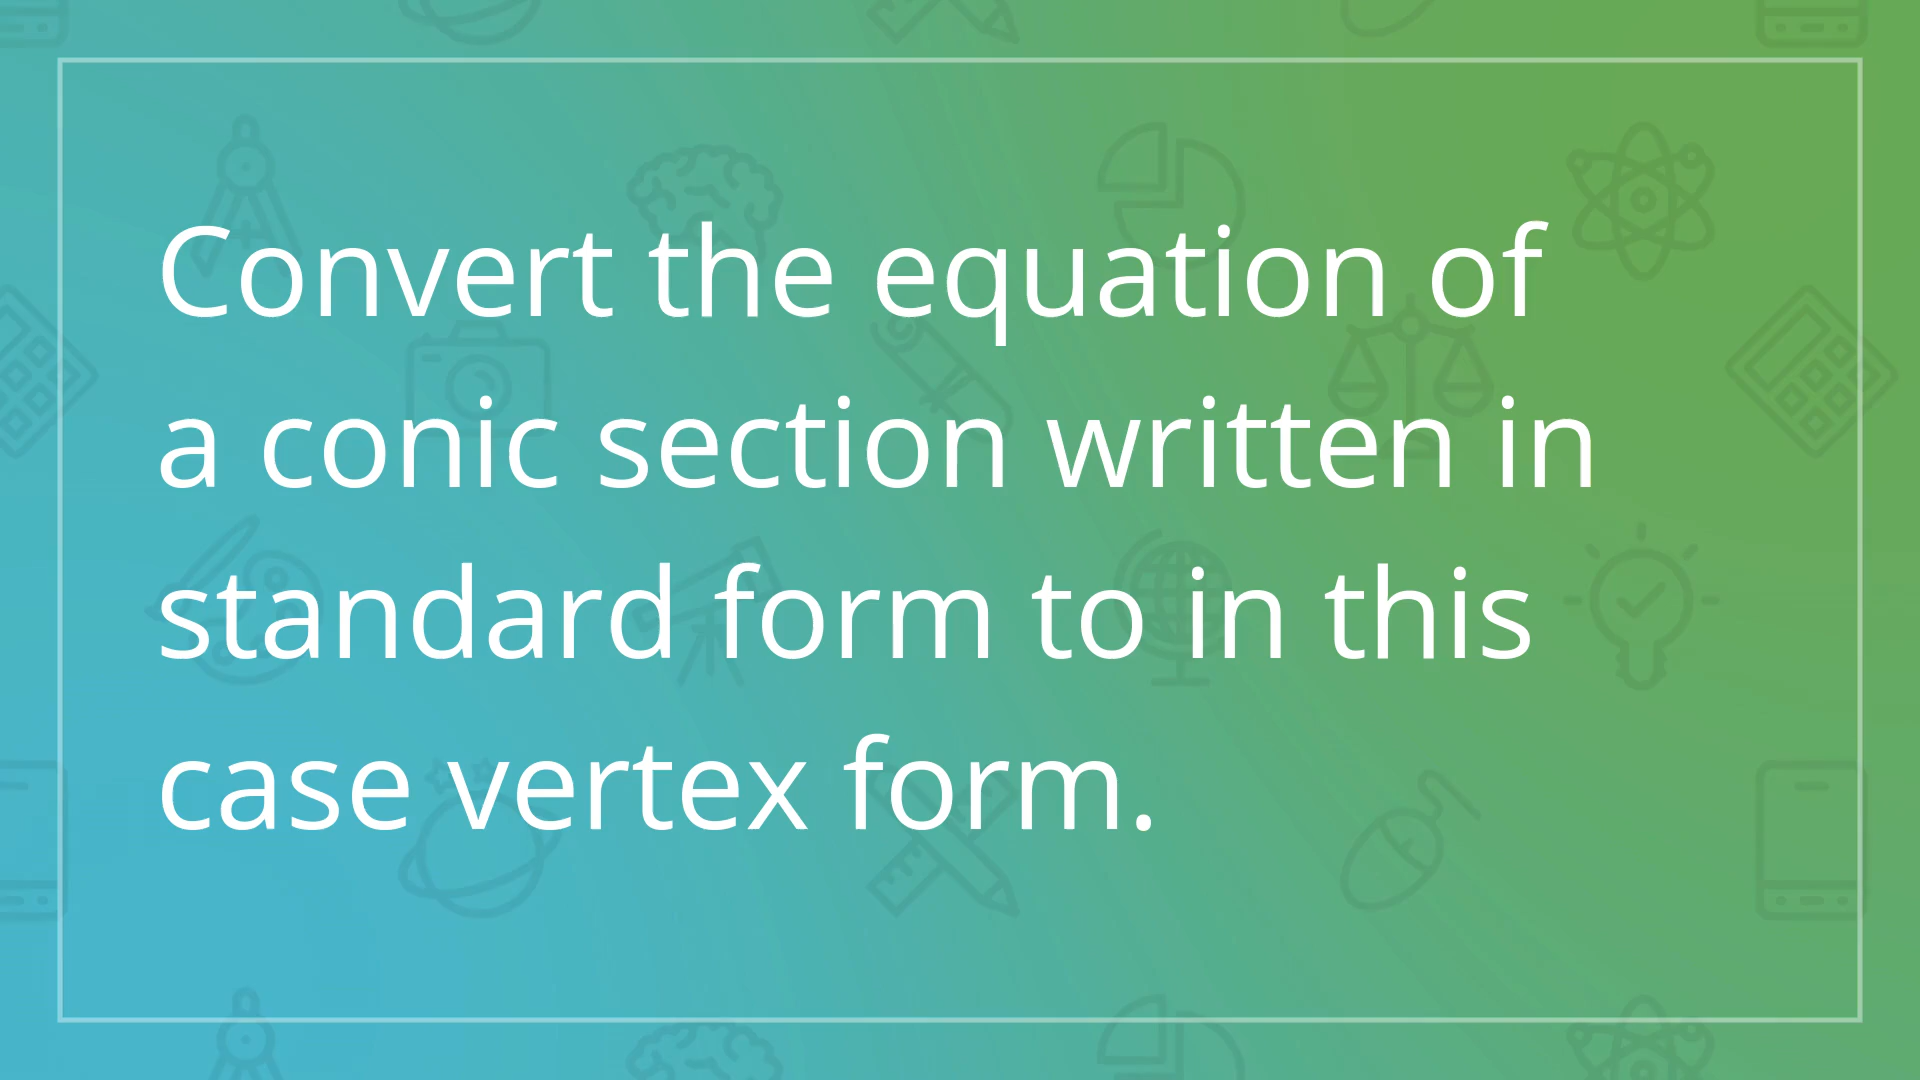 Convert the equation of
a conic section written in
standard form to in this
case vertex form.